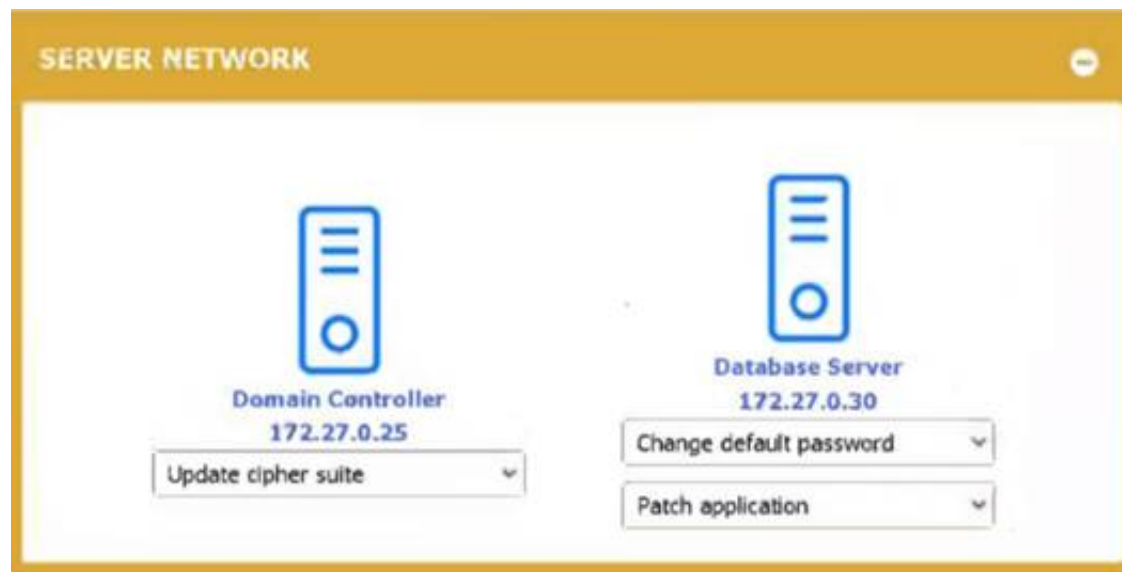 SERVER NETWORK
Domain Controller
172.27.0.25
Update cipher suite
Database Server
172.27.0.30
Change default password
Patch application